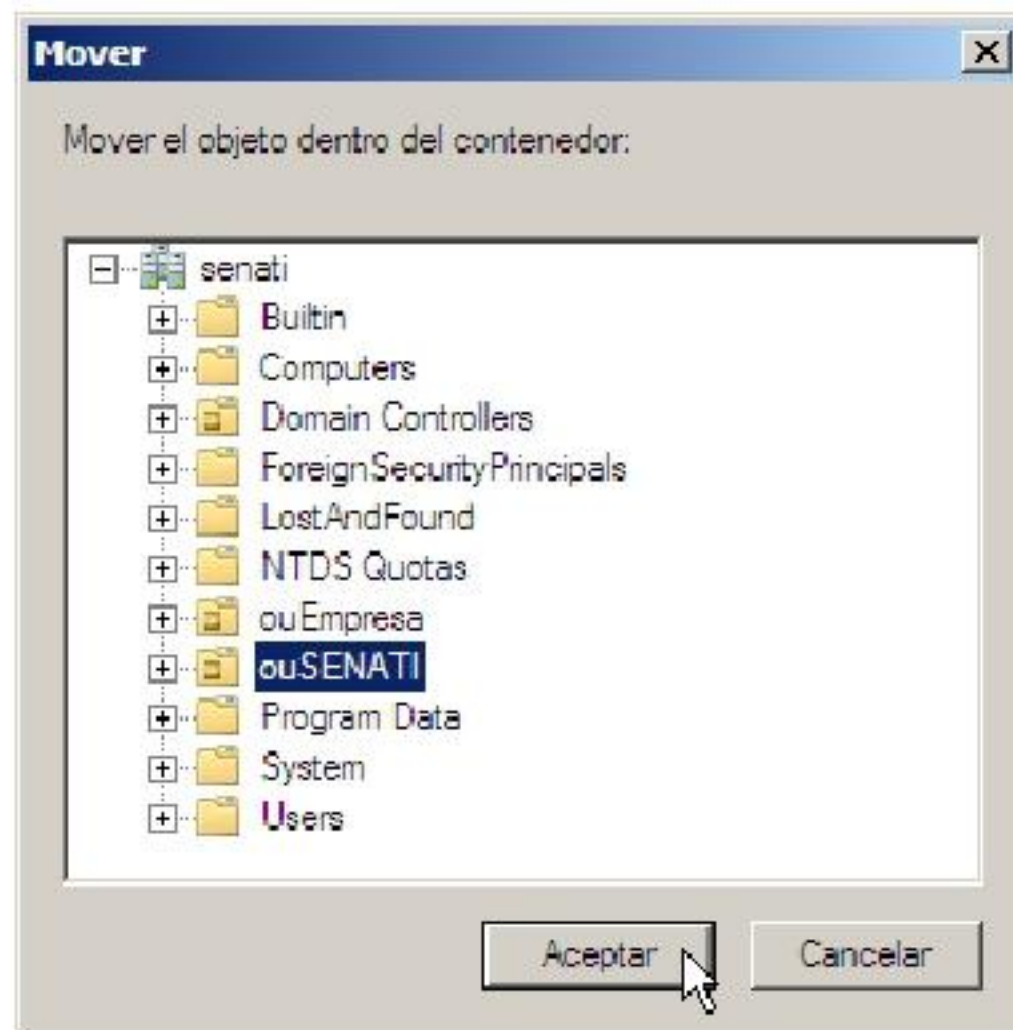 Mover
Mover el objeto dentro del contenedor:
senati
Builtin
Computers
Domain Controllers
ForeignSecurityPrincipals
LostAndFound
NTDS Quotas
ouEmpresa
ouSENATI
Program Data
System
Users
Aceptar Cancelar